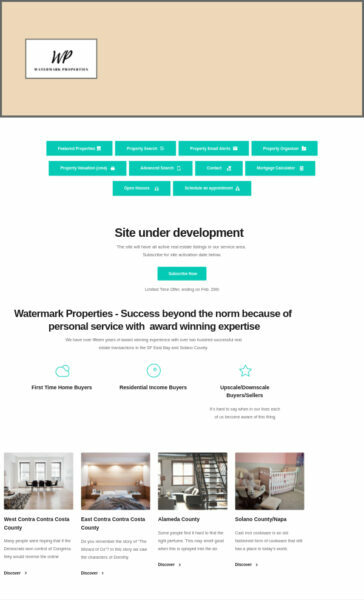 WP
WATERMARK PROPERTIES
Featured Properties
Property Search
Property Email Alerts
Property Organizer
Property Valuation (cma)
Advanced Search
Contact
Mortgage Calculator
Open Houses
Schedule an appointment
Site under development
The site will have all active real estate listings in our service area.
Subscribe for site activation date below.
Subscribe Now
Limited Time Offer, ending on Feb. 29th
Watermark Properties - Success beyond the norm because of
personal service with award winning expertise
We have over fifteen years of award winning experience with over two hundred successful real
estate transactions in the SF East Bay and Solano County.
First Time Home Buyers
Residential Income Buyers
Upscale/Downscale
Buyers/Sellers
It's hard to say when in our lives each
of us become aware of this thing
West Contra Contra Costa
County
Many people were hoping that if the
Democrats won control of Congress
they would reverse the
Discover >
East Contra Contra Costa
County
Do you remember the story of "The
Wizard of Oz"? In this story we saw
the characters of Dorothy
Discover >
Alameda County
Some people find it hard to find the
right perfume. This may smell good
when this is sprayed into the air
Discover >
Solano County/Napa
Cast iron cookware is so old
fashioned form of cookware that still
has a place in today's world.
Discover >